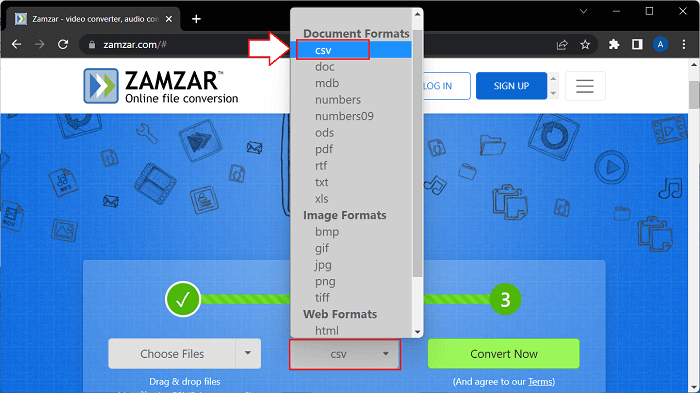 Zamzar - video converter, audio con
zamzar.com/#
A
ZAMZAR™
Online file conversion
LOG IN
SIGN UP
Document Formats
csv
doc
mdb
numbers
numbers09
ods
pdf
rtf
txt
xls
Image Formats
bmp
gif
jpg
png
tiff
Web Formats
html
3
Choose Files
csv
Convert Now
Drag & drop files
(And agree to our Terms)